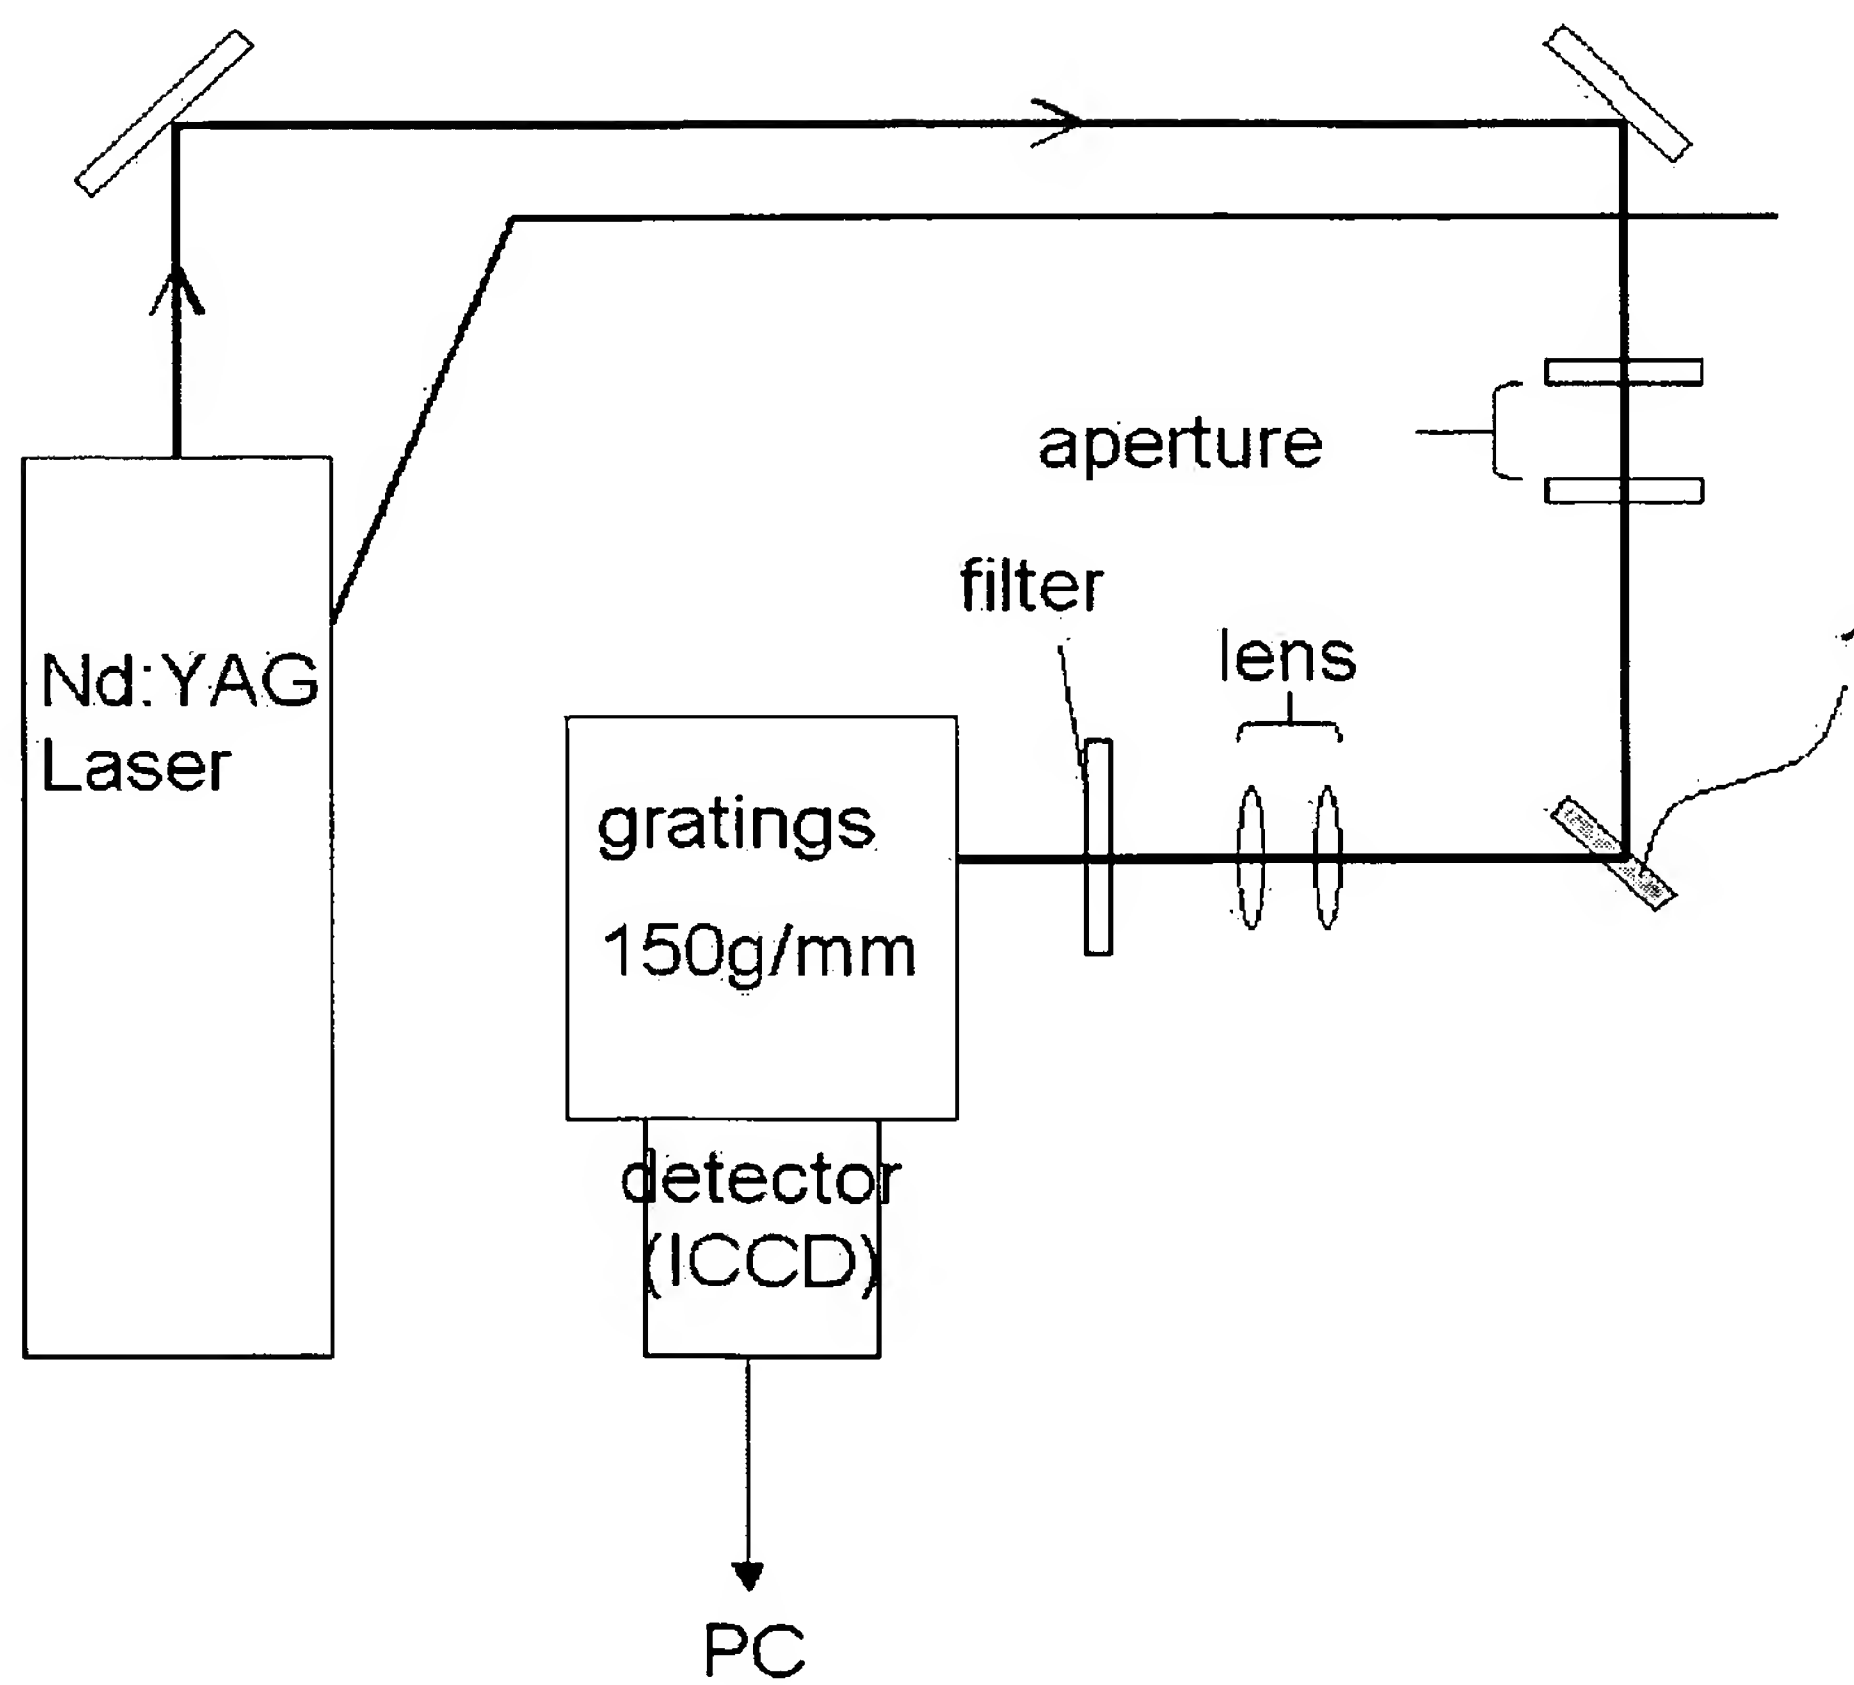 aperture
filter
lens
Nd:YAG
Laser
gratings
150g/mm
detector
(ICCD)
PC